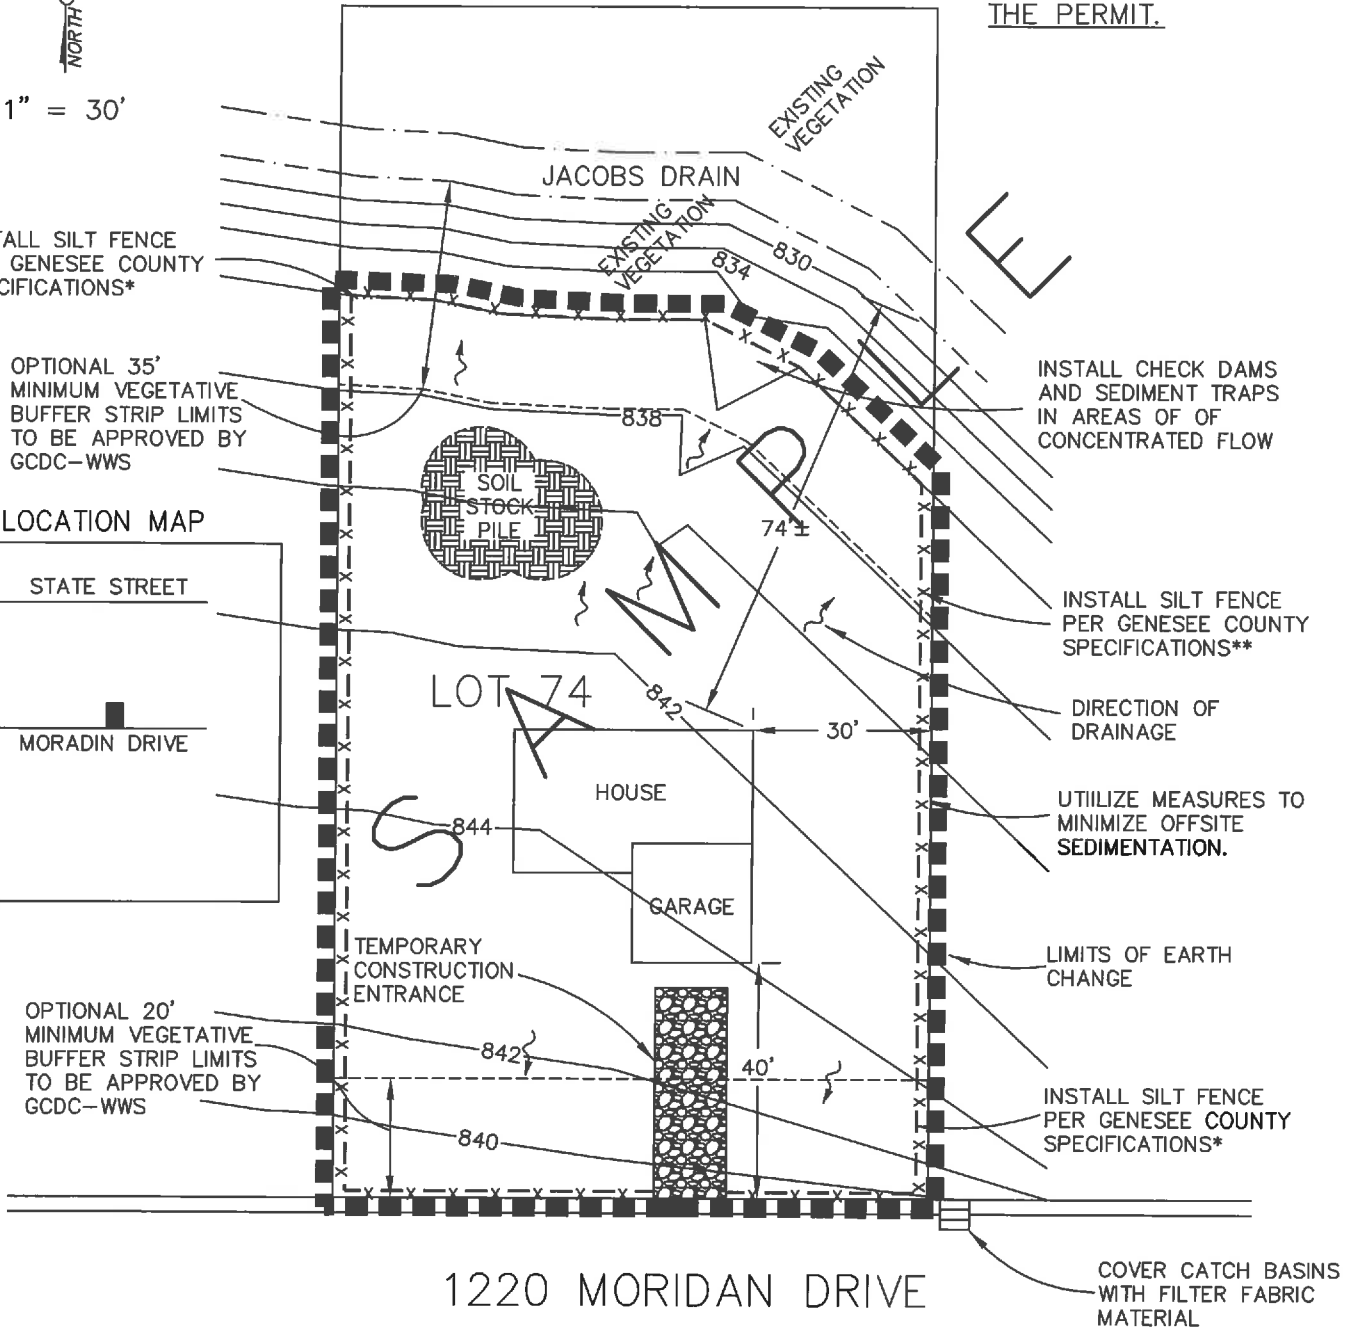 THE PERMIT.
NORTH
1" = 30'
EXISTING
VEGETATION
JACOBS DRAIN
EXISTING
VEGETATION
830
834
TALL SILT FENCE
GENESEE COUNTY
CIFICATIONS*
OPTIONAL 35'
MINIMUM VEGETATIVE
BUFFER STRIP LIMITS
TO BE APPROVED BY
GCDC-WWS
838
INSTALL CHECK DAMS
AND SEDIMENT TRAPS
IN AREAS OF OF
CONCENTRATED FLOW
SOIL
STOCK
PILE
74'±
SAMPLE
LOCATION MAP
STATE STREET
MORADIN DRIVE
INSTALL SILT FENCE
PER GENESEE COUNTY
SPECIFICATIONS**
LOT 74
842
30'
DIRECTION OF
DRAINAGE
HOUSE
844
UTIILIZE MEASURES TO
MINIMIZE OFFSITE
SEDIMENTATION.
GARAGE
TEMPORARY
CONSTRUCTION
ENTRANCE
LIMITS OF EARTH
CHANGE
OPTIONAL 20'
MINIMUM VEGETATIVE
BUFFER STRIP LIMITS
TO BE APPROVED BY
GCDC-WWS
842
40'
840
INSTALL SILT FENCE
PER GENESEE COUNTY
SPECIFICATIONS*
1220 MORIDAN DRIVE
COVER CATCH BASINS
WITH FILTER FABRIC
MATERIAL